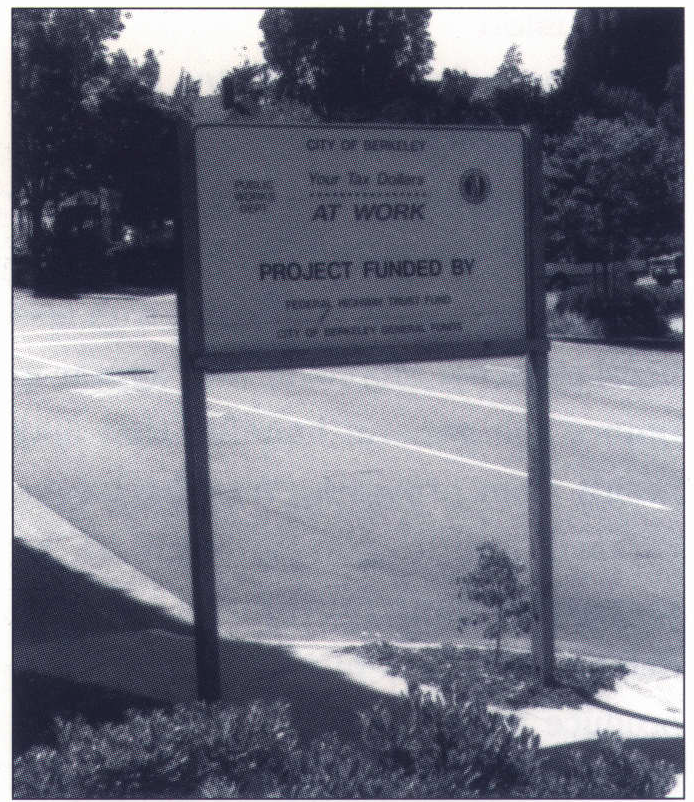 CITY OF BERKELEY
PUBLIC
WORKS
DEPT.
Your Tax Dollars
AT WORK
PROJECT FUNDED BY
FEDERAL HIGHWAY TRUST FUND
CITY OF BERKELEY GENERAL FUNDS